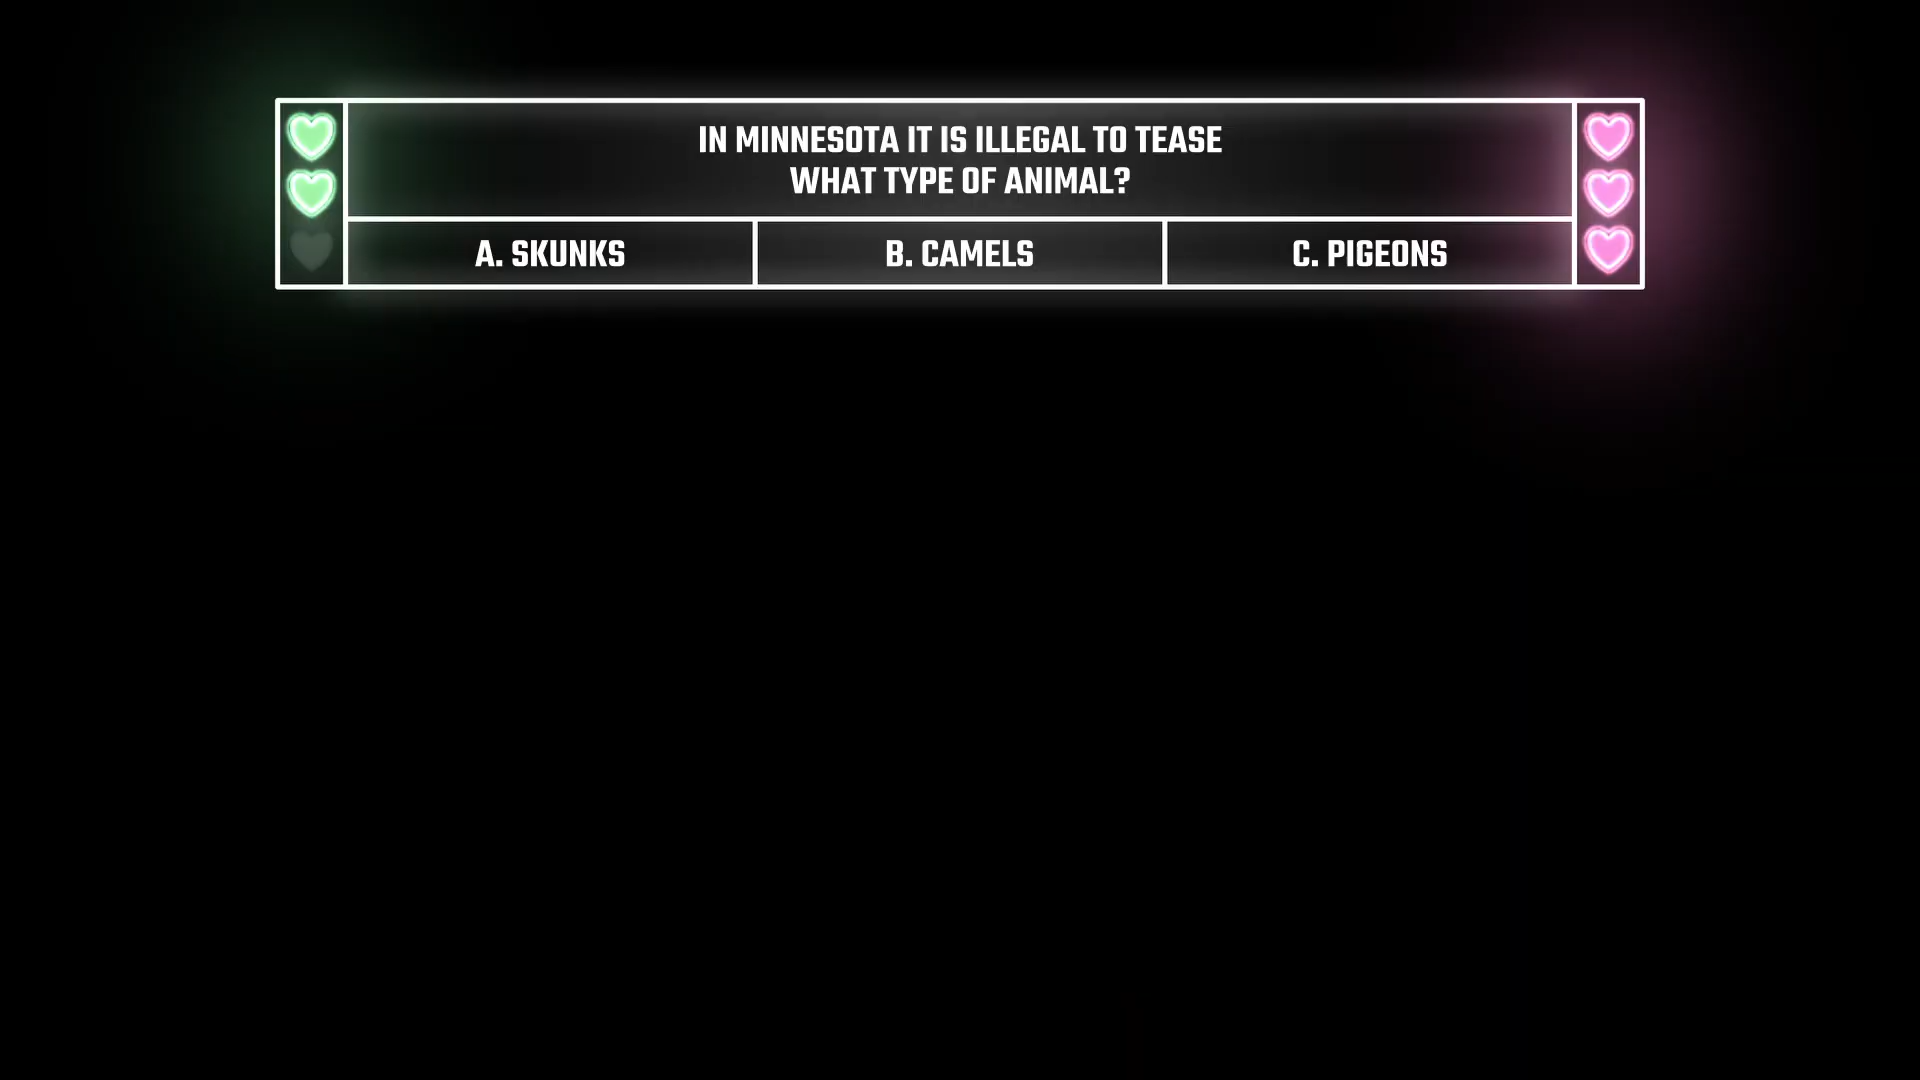 IN MINNESOTA IT IS ILLEGAL TO TEASE
WHAT TYPE OF ANIMAL?
A. SKUNKS
B. CAMELS
C. PIGEONS